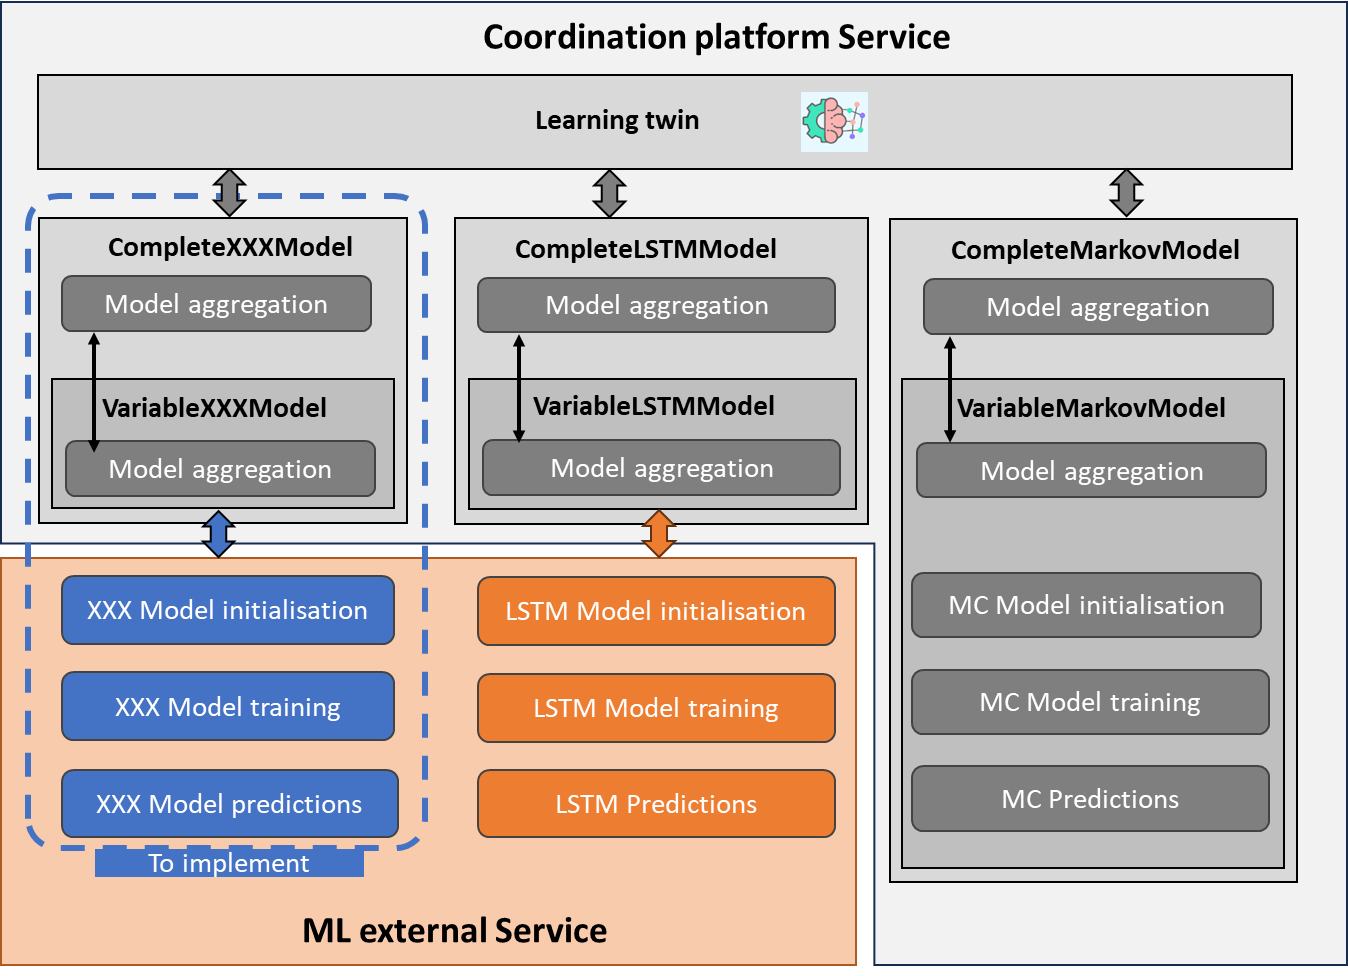 Coordination platform Service
Learning twin
CompleteXXXModel
Model aggregation
VariableXXXModel
Model aggregation
CompleteLSTMModel
Model aggregation
VariableLSTMModel
Model aggregation
CompleteMarkovModel
Model aggregation
VariableMarkovModel
Model aggregation
MC Model initialisation
MC Model training
MC Predictions
XXX Model initialisation
XXX Model training
XXX Model predictions
To implement
LSTM Model initialisation
LSTM Model training
LSTM Predictions
ML external Service